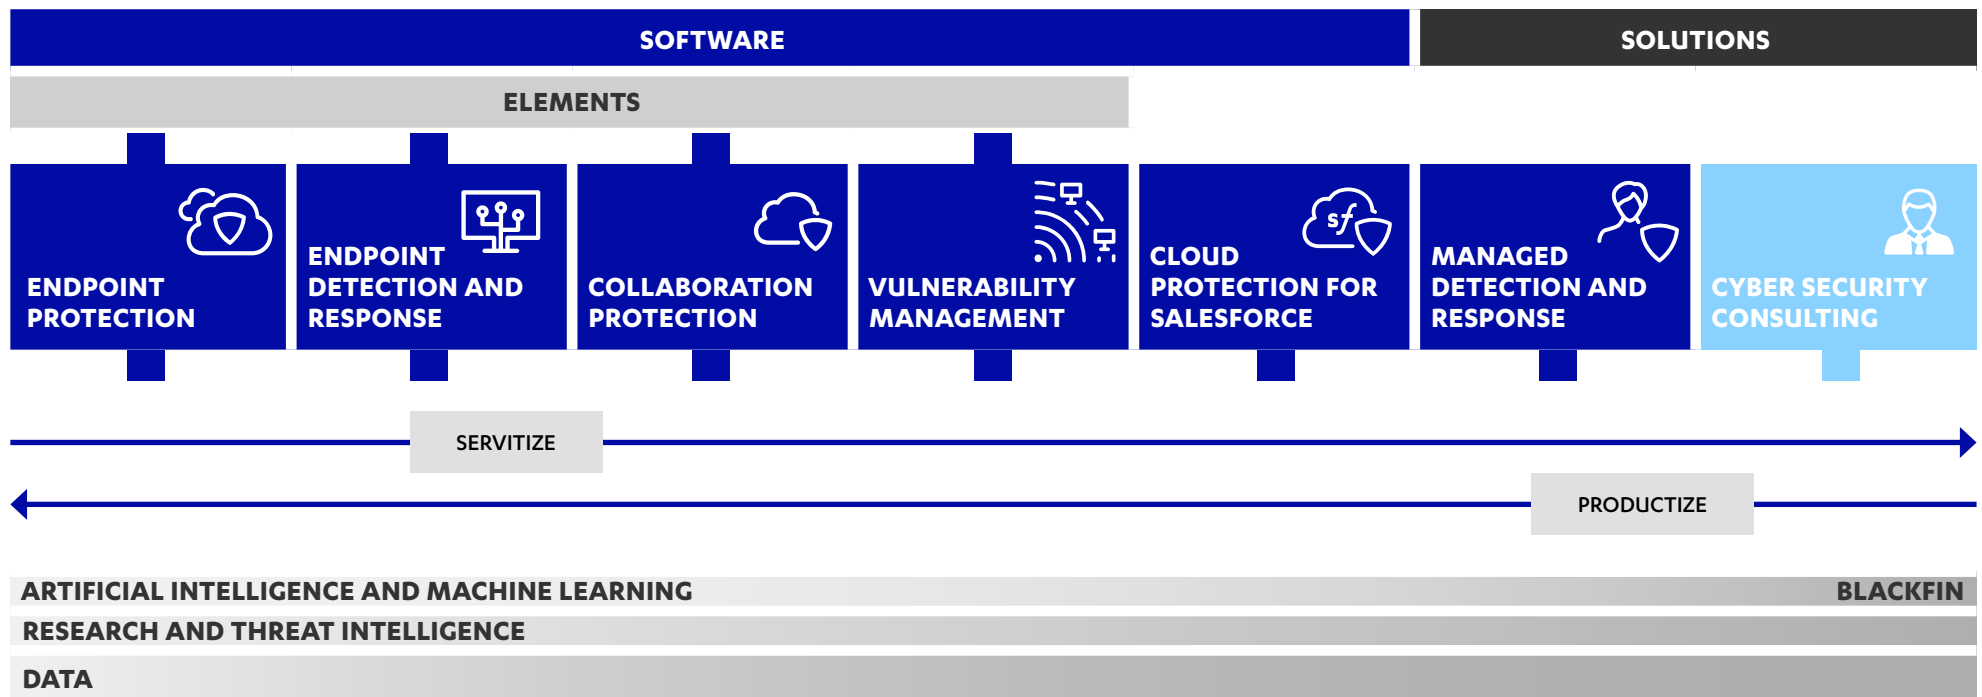 SOFTWARE
SOLUTIONS
ELEMENTS
ENDPOINT
PROTECTION
ENDPOINT
DETECTION AND
RESPONSE
COLLABORATION
PROTECTION
VULNERABILITY
MANAGEMENT
sf
CLOUD
PROTECTION FOR
SALESFORCE
MANAGED
DETECTION AND
RESPONSE
CYBER SECURITY
CONSULTING
SERVITIZE
PRODUCTIZE
ARTIFICIAL INTELLIGENCE AND MACHINE LEARNING
BLACKFIN
RESEARCH AND THREAT INTELLIGENCE
DATA